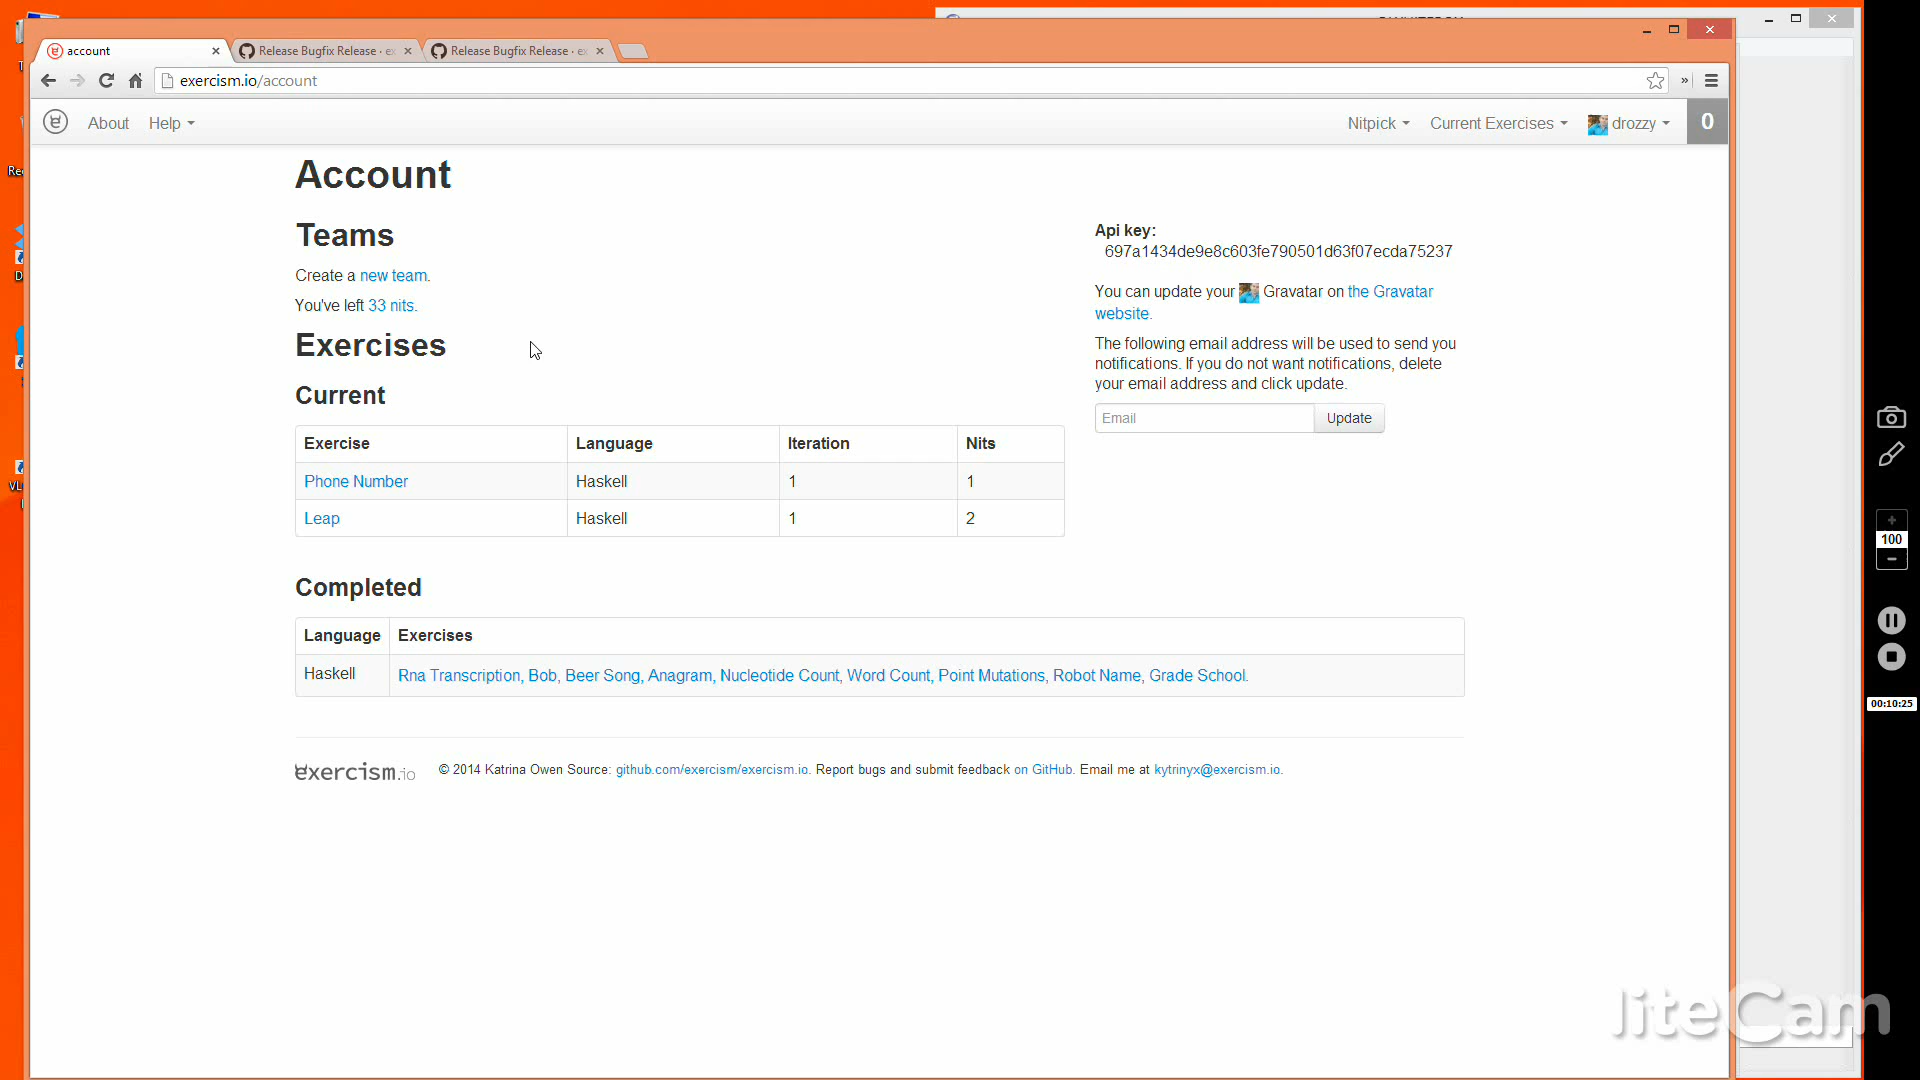 account
Release Bugfix Release · ex
Release Bugfix Release · ex
exercism.io/account
About
Help
Nitpick
Current Exercises
drozzy
0
Account
Teams
Create a new team.
You've left 33 nits.
Api key:
697a1434de9e8c603fe790501d63f07ecda75237
You can update your Gravatar on the Gravatar
website.
The following email address will be used to send you
notifications. If you do not want notifications, delete
your email address and click update.
Email
Update
Exercises
Current
Exercise Language Iteration Nits
Phone Number Haskell 1 1
Leap Haskell 1 2
Completed
Language Exercises
Haskell Rna Transcription, Bob, Beer Song, Anagram, Nucleotide Count, Word Count, Point Mutations, Robot Name, Grade School.
exercism.io
© 2014 Katrina Owen Source: github.com/exercism/exercism.io. Report bugs and submit feedback on GitHub. Email me at kytrinyx@exercism.io.
100
00:10:25
liteCam